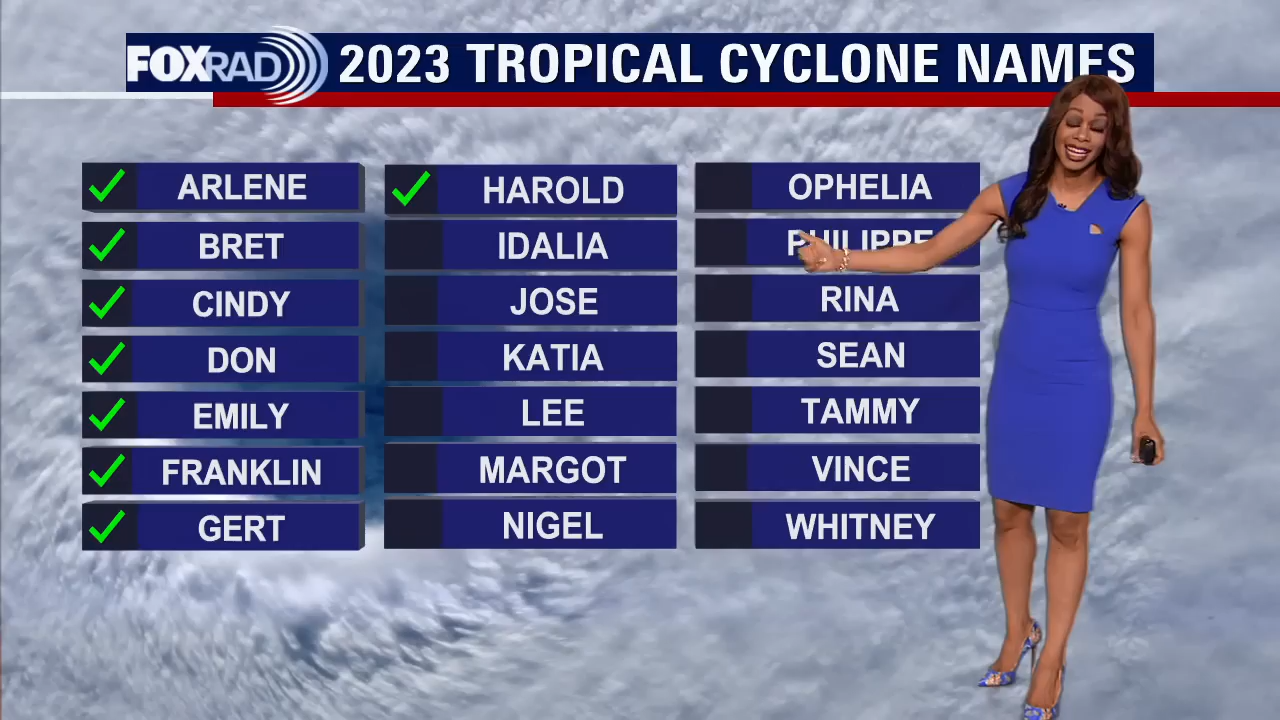 FOXRAD 2023 TROPICAL CYCLONE NAMES
ARLENE
BRET
CINDY
DON
EMILY
FRANKLIN
GERT
HAROLD
IDALIA
JOSE
KATIA
LEE
MARGOT
NIGEL
OPHELIA
PHILIPPE
RINA
SEAN
TAMMY
VINCE
WHITNEY